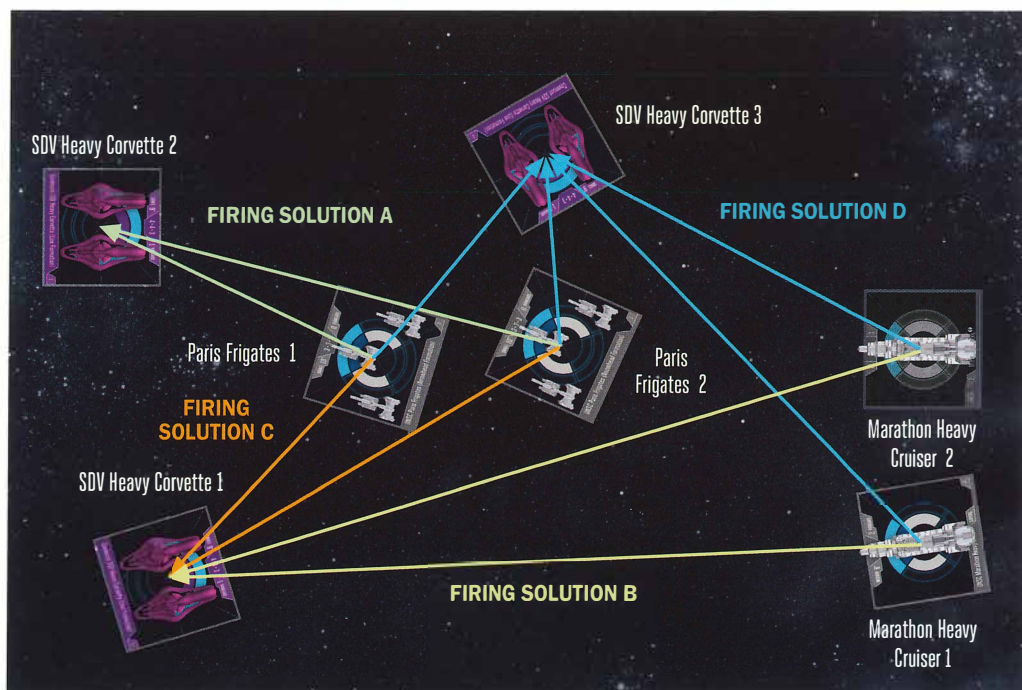 SDV Heavy Corvette 3
SDV Heavy Corvette 2
FIRING SOLUTION A
FIRING SOLUTION D
Paris Frigates 1
Paris
Frigates 2
FIRING
SOLUTION C
Marathon Heavy
Cruiser 2
SDV Heavy Corvette 1
FIRING SOLUTION B
Marathon Heavy
Cruiser 1